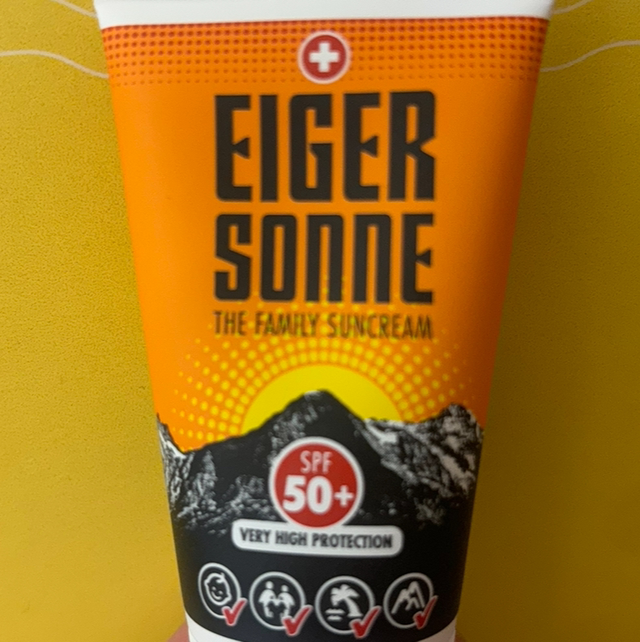 EIGER
SONNE
THE FAMILY SUNCREAM
SPF
50+
VERY HIGH PROTECTION